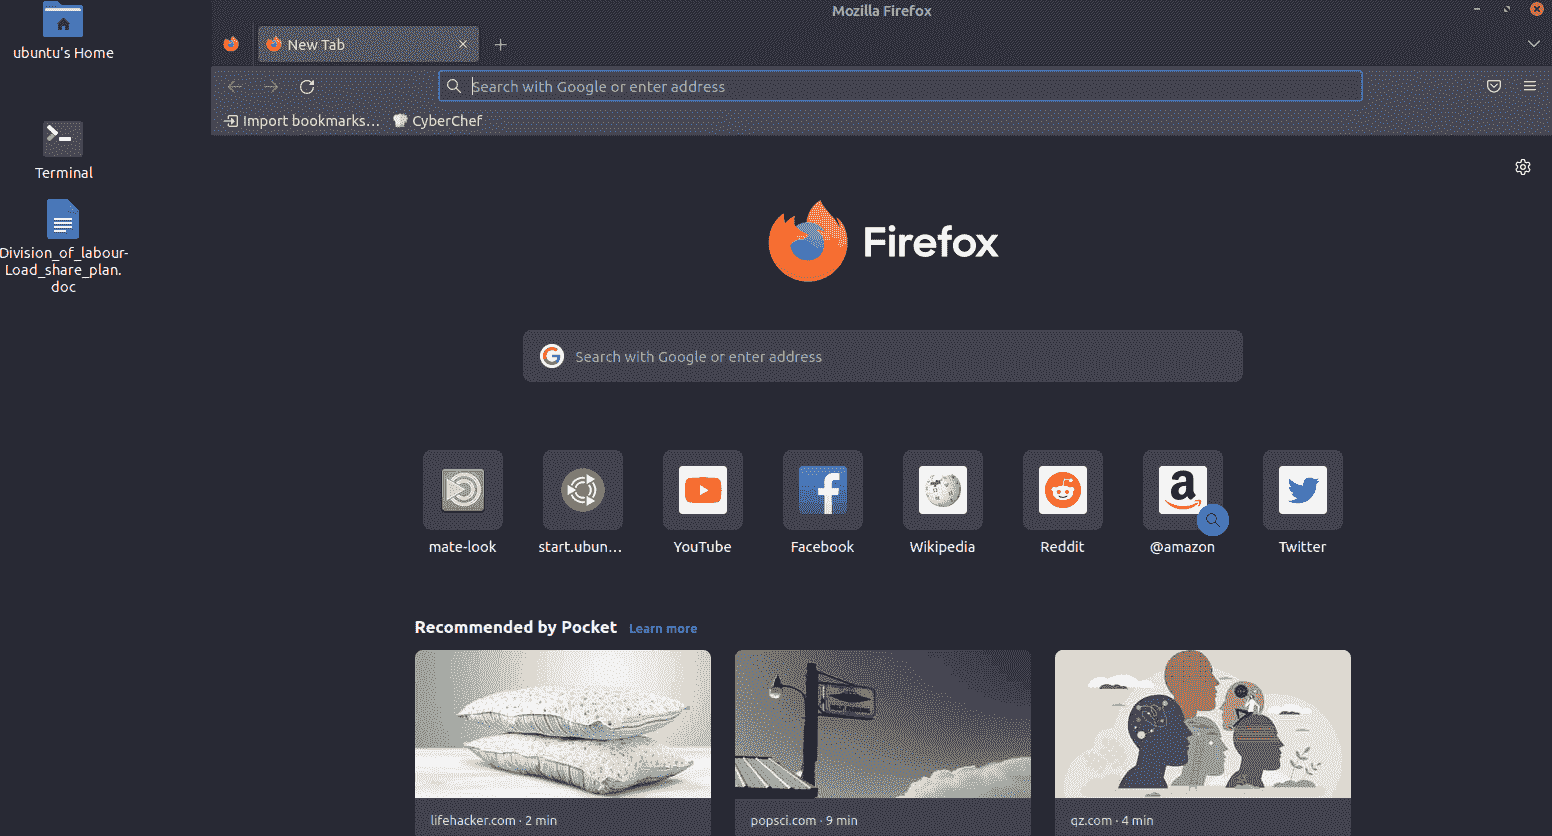 ubuntu's Home
Terminal
Division_of_labour-
Load_share_plan.
doc
Mozilla Firefox
New Tab
Search with Google or enter address
Import bookmarks...
CyberChef
Firefox
Search with Google or enter address
mate-look
start.ubun...
YouTube
Facebook
Wikipedia
Reddit
@amazon
Twitter
Recommended by Pocket
Learn more
lifehacker.com · 2 min
popsci.com · 9 min
qz.com · 4 min